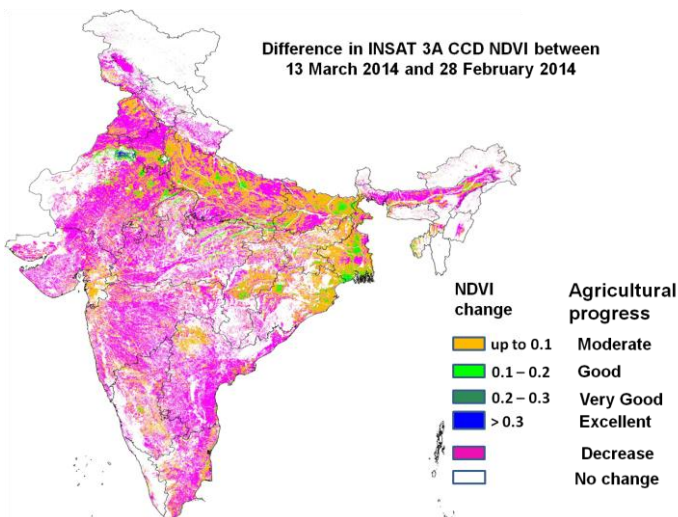 Difference in INSAT 3A CCD NDVI between
13 March 2014 and 28 February 2014
NDVI change Agricultural progress
up to 0.1 Moderate
0.1 – 0.2 Good
0.2 – 0.3 Very Good
> 0.3 Excellent
Decrease
No change